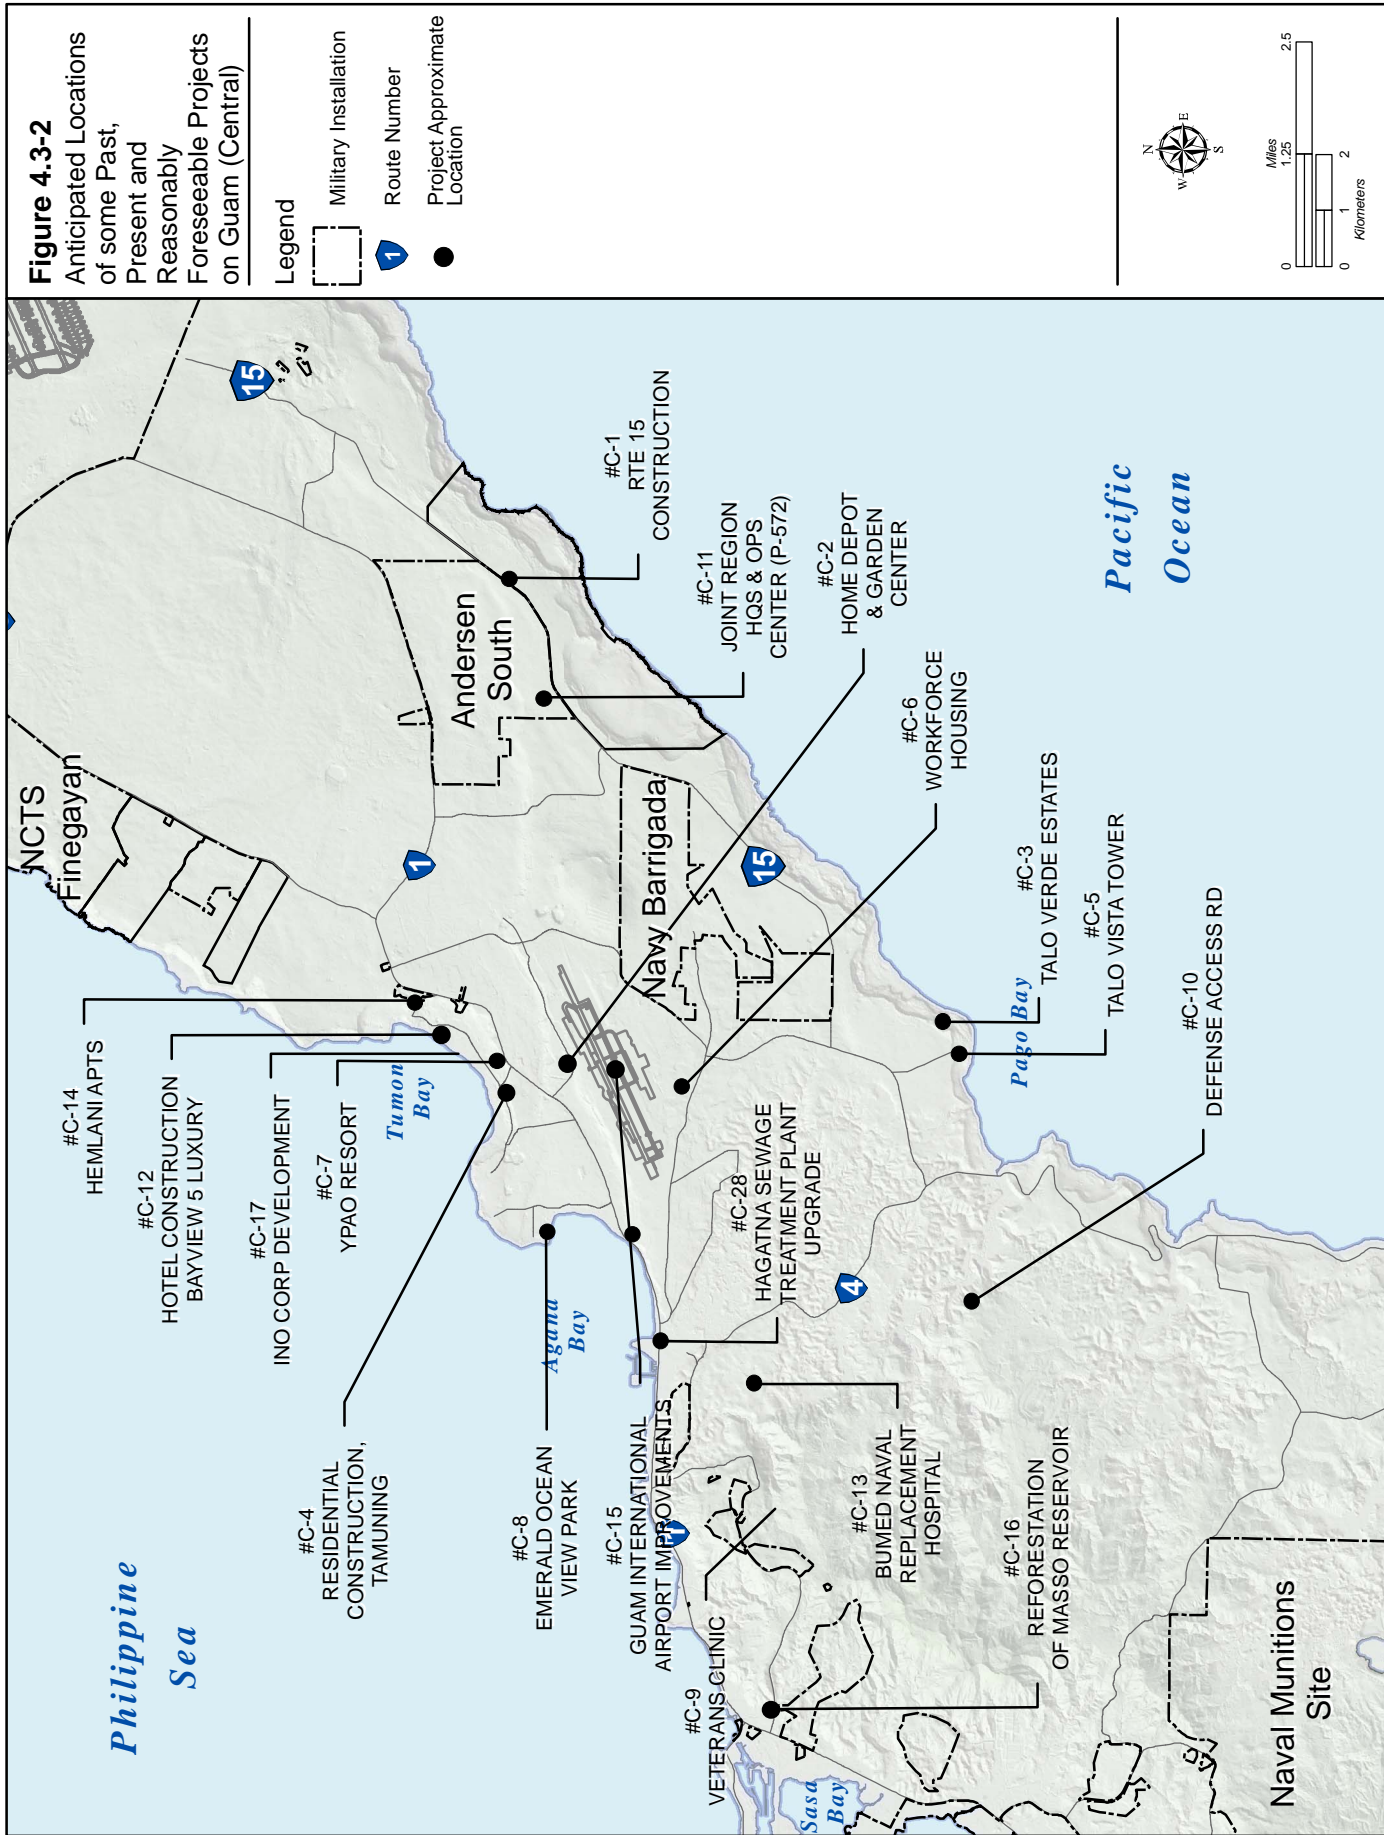 Figure 4.3-2
Anticipated Locations
of some Past,
Present and
Reasonably
Foreseeable Projects
on Guam (Central)
Legend
Military Installation
1
Route Number
Project Approximate
Location
N
W
E
S
Miles
0
1.25
2.5
0
1
2
Kilometers
Philippine
Sea
NCTS
Finegayan
15
#C-14
HEMLANI APTS
#C-12
HOTEL CONSTRUCTION
BAYVIEW 5 LUXURY
#C-17
INO CORP DEVELOPMENT
#C-7
YPAO RESORT
Tumon
Bay
1
Andersen
South
#C-1
RTE 15
CONSTRUCTION
#C-4
RESIDENTIAL
CONSTRUCTION,
TAMUNING
#C-8
EMERALD OCEAN
VIEW PARK
Agana
Bay
#C-15
GUAM INTERNATIONAL
AIRPORT IMPROVEMENTS
1
Navy Barrigada
#C-11
JOINT REGION
HQS & OPS
CENTER (P-572)
#C-2
HOME DEPOT
& GARDEN
CENTER
#C-9
VETERANS CLINIC
#C-28
HAGATNA SEWAGE
TREATMENT PLANT
UPGRADE
15
#C-6
WORKFORCE
HOUSING
Sasa
Bay
#C-13
BUMED NAVAL
REPLACEMENT
HOSPITAL
4
#C-16
REFORESTATION
OF MASSO RESERVOIR
Pago Bay
#C-3
TALO VERDE ESTATES
#C-5
TALO VISTA TOWER
#C-10
DEFENSE ACCESS RD
Pacific
Ocean
Naval Munitions
Site